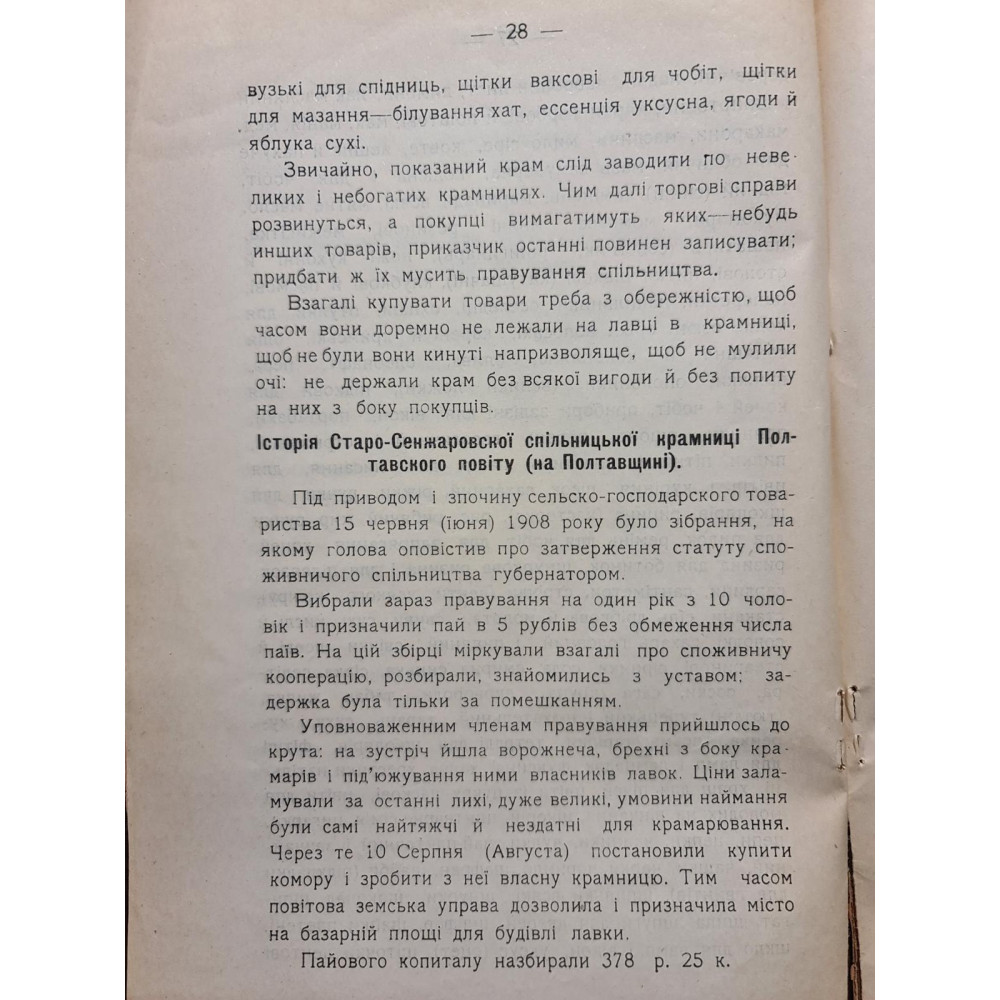 — 28 —
вузькі для спідниць, щітки ваксові для чобіт, щітки
для мазання—білування хат, ессенція уксусна, ягоди й
яблука сухі.
Звичайно, показаний крам слід заводити по неве-
ликих і небогатих крамницях. Чим далі торгові справи
розвинуться, а покупці вимагатимуть яких—небудь
инших товарів, приказчик останні повинен записувати;
придбати ж їх мусить правування спільництва.
Взагалі купувати товари треба з обережністю, щоб
часом вони доремно не лежали на лавці в крамниці,
щоб не були вони кинуті напризволяще, щоб не мулили
очі: не держали крам без всякої вигоди й без попиту
на них з боку покупців.
Історія Старо-Сенжаровскої спільницької крамниці Пол-
тавского повіту (на Полтавщині).
Під приводом і зпочину сельско-господарского това-
риства 15 червня (їюня) 1908 року було зібрання, на
якому голова оповістив про затверження статуту спо-
живничого спільництва губернатором.
Вибрали зараз правування на один рік з 10 чоло-
вік і призначили пай в 5 рублів без обмеження числа
паїв. На цій збірці міркували взагалі про споживничу
кооперацію, розбирали, знайомились з уставом; за-
держка була тільки за помешканням.
Уповноваженним членам правування прийшлось до
крута: на зустріч йшла ворожнеча, брехні з боку кра-
марів і під'южування ними власників лавок. Ціни зала-
мували за останні лихі, дуже великі, умовини наймання
були самі найтяжчі й нездатні для крамарювання.
Через те 10 Серпня (Августа) постановили купити
комору і зробити з неї власну крамницю. Тим часом
повітова земська управа дозволила і призначила місто
на базарній площі для будівлі лавки.
Пайового копиталу назбирали 378 р. 25 к.